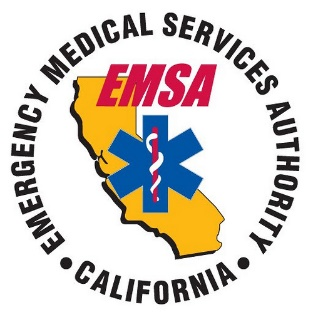 EMERGENCY MEDICAL SERVICES AUTHORITY
EMSA
• CALIFORNIA •